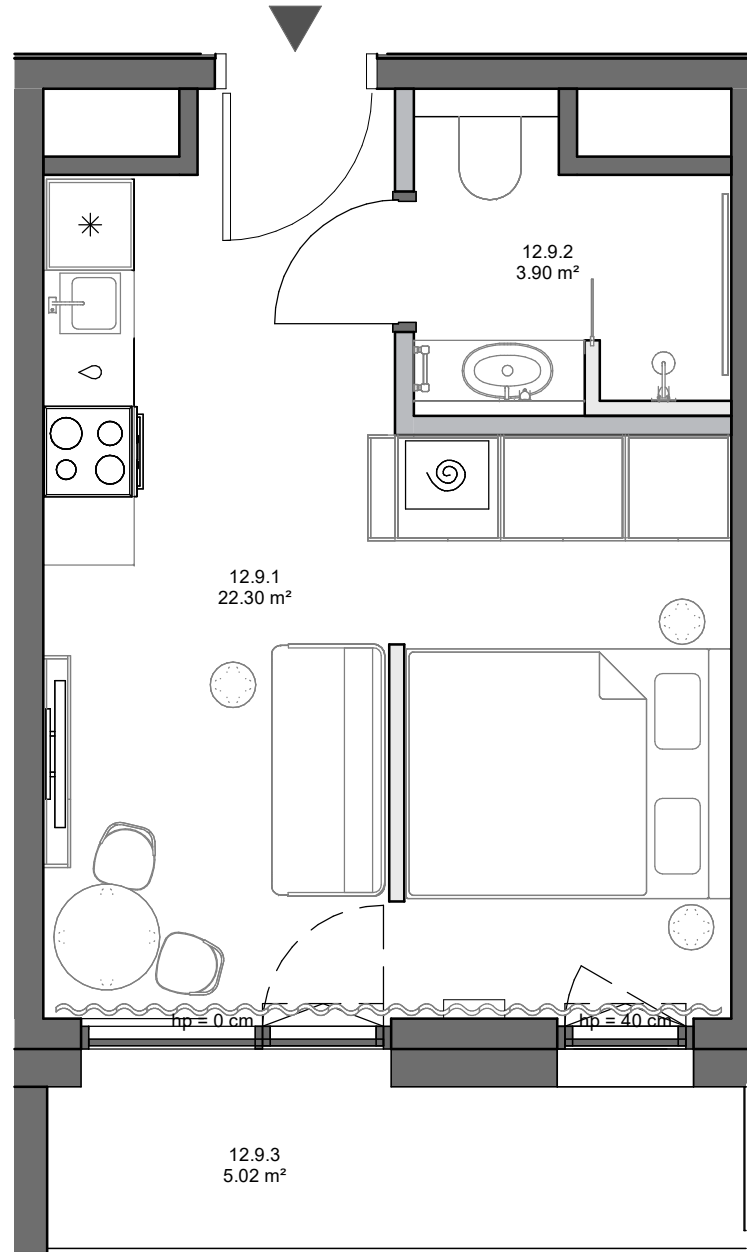 12.9.2
3.90 m²
12.9.1
22.30 m²
hp = 0 cm
hp = 40 cm
12.9.3
5.02 m²